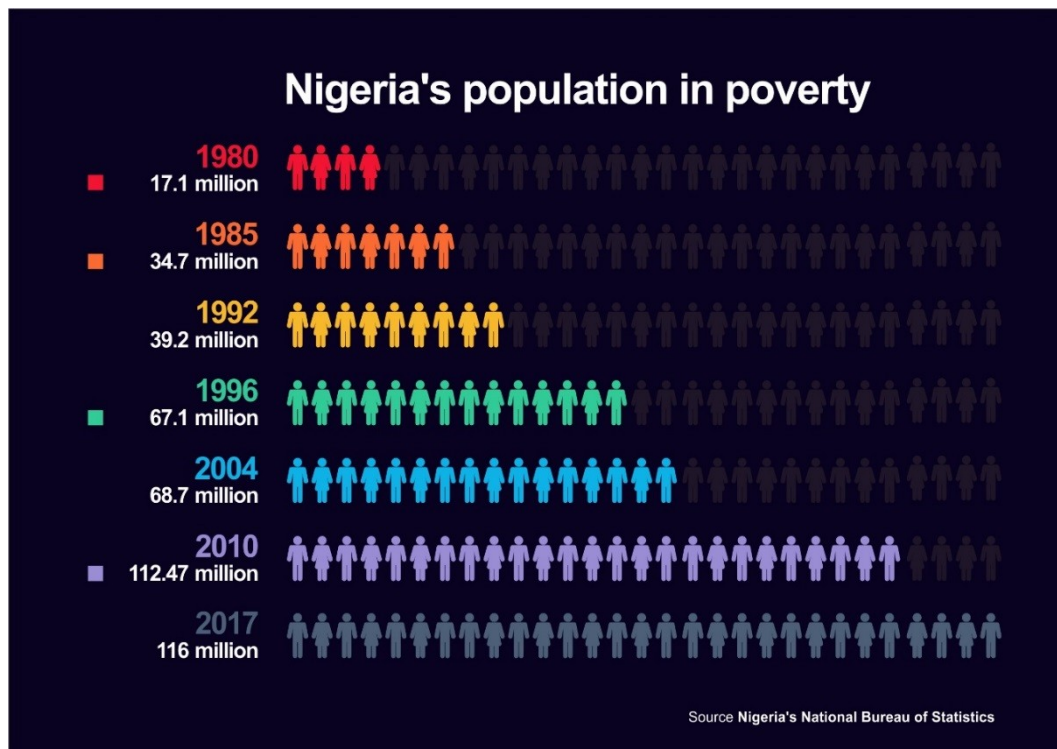 Nigeria's population in poverty
1980
17.1 million
1985
34.7 million
1992
39.2 million
1996
67.1 million
2004
68.7 million
2010
112.47 million
2017
116 million
Source Nigeria's National Bureau of Statistics